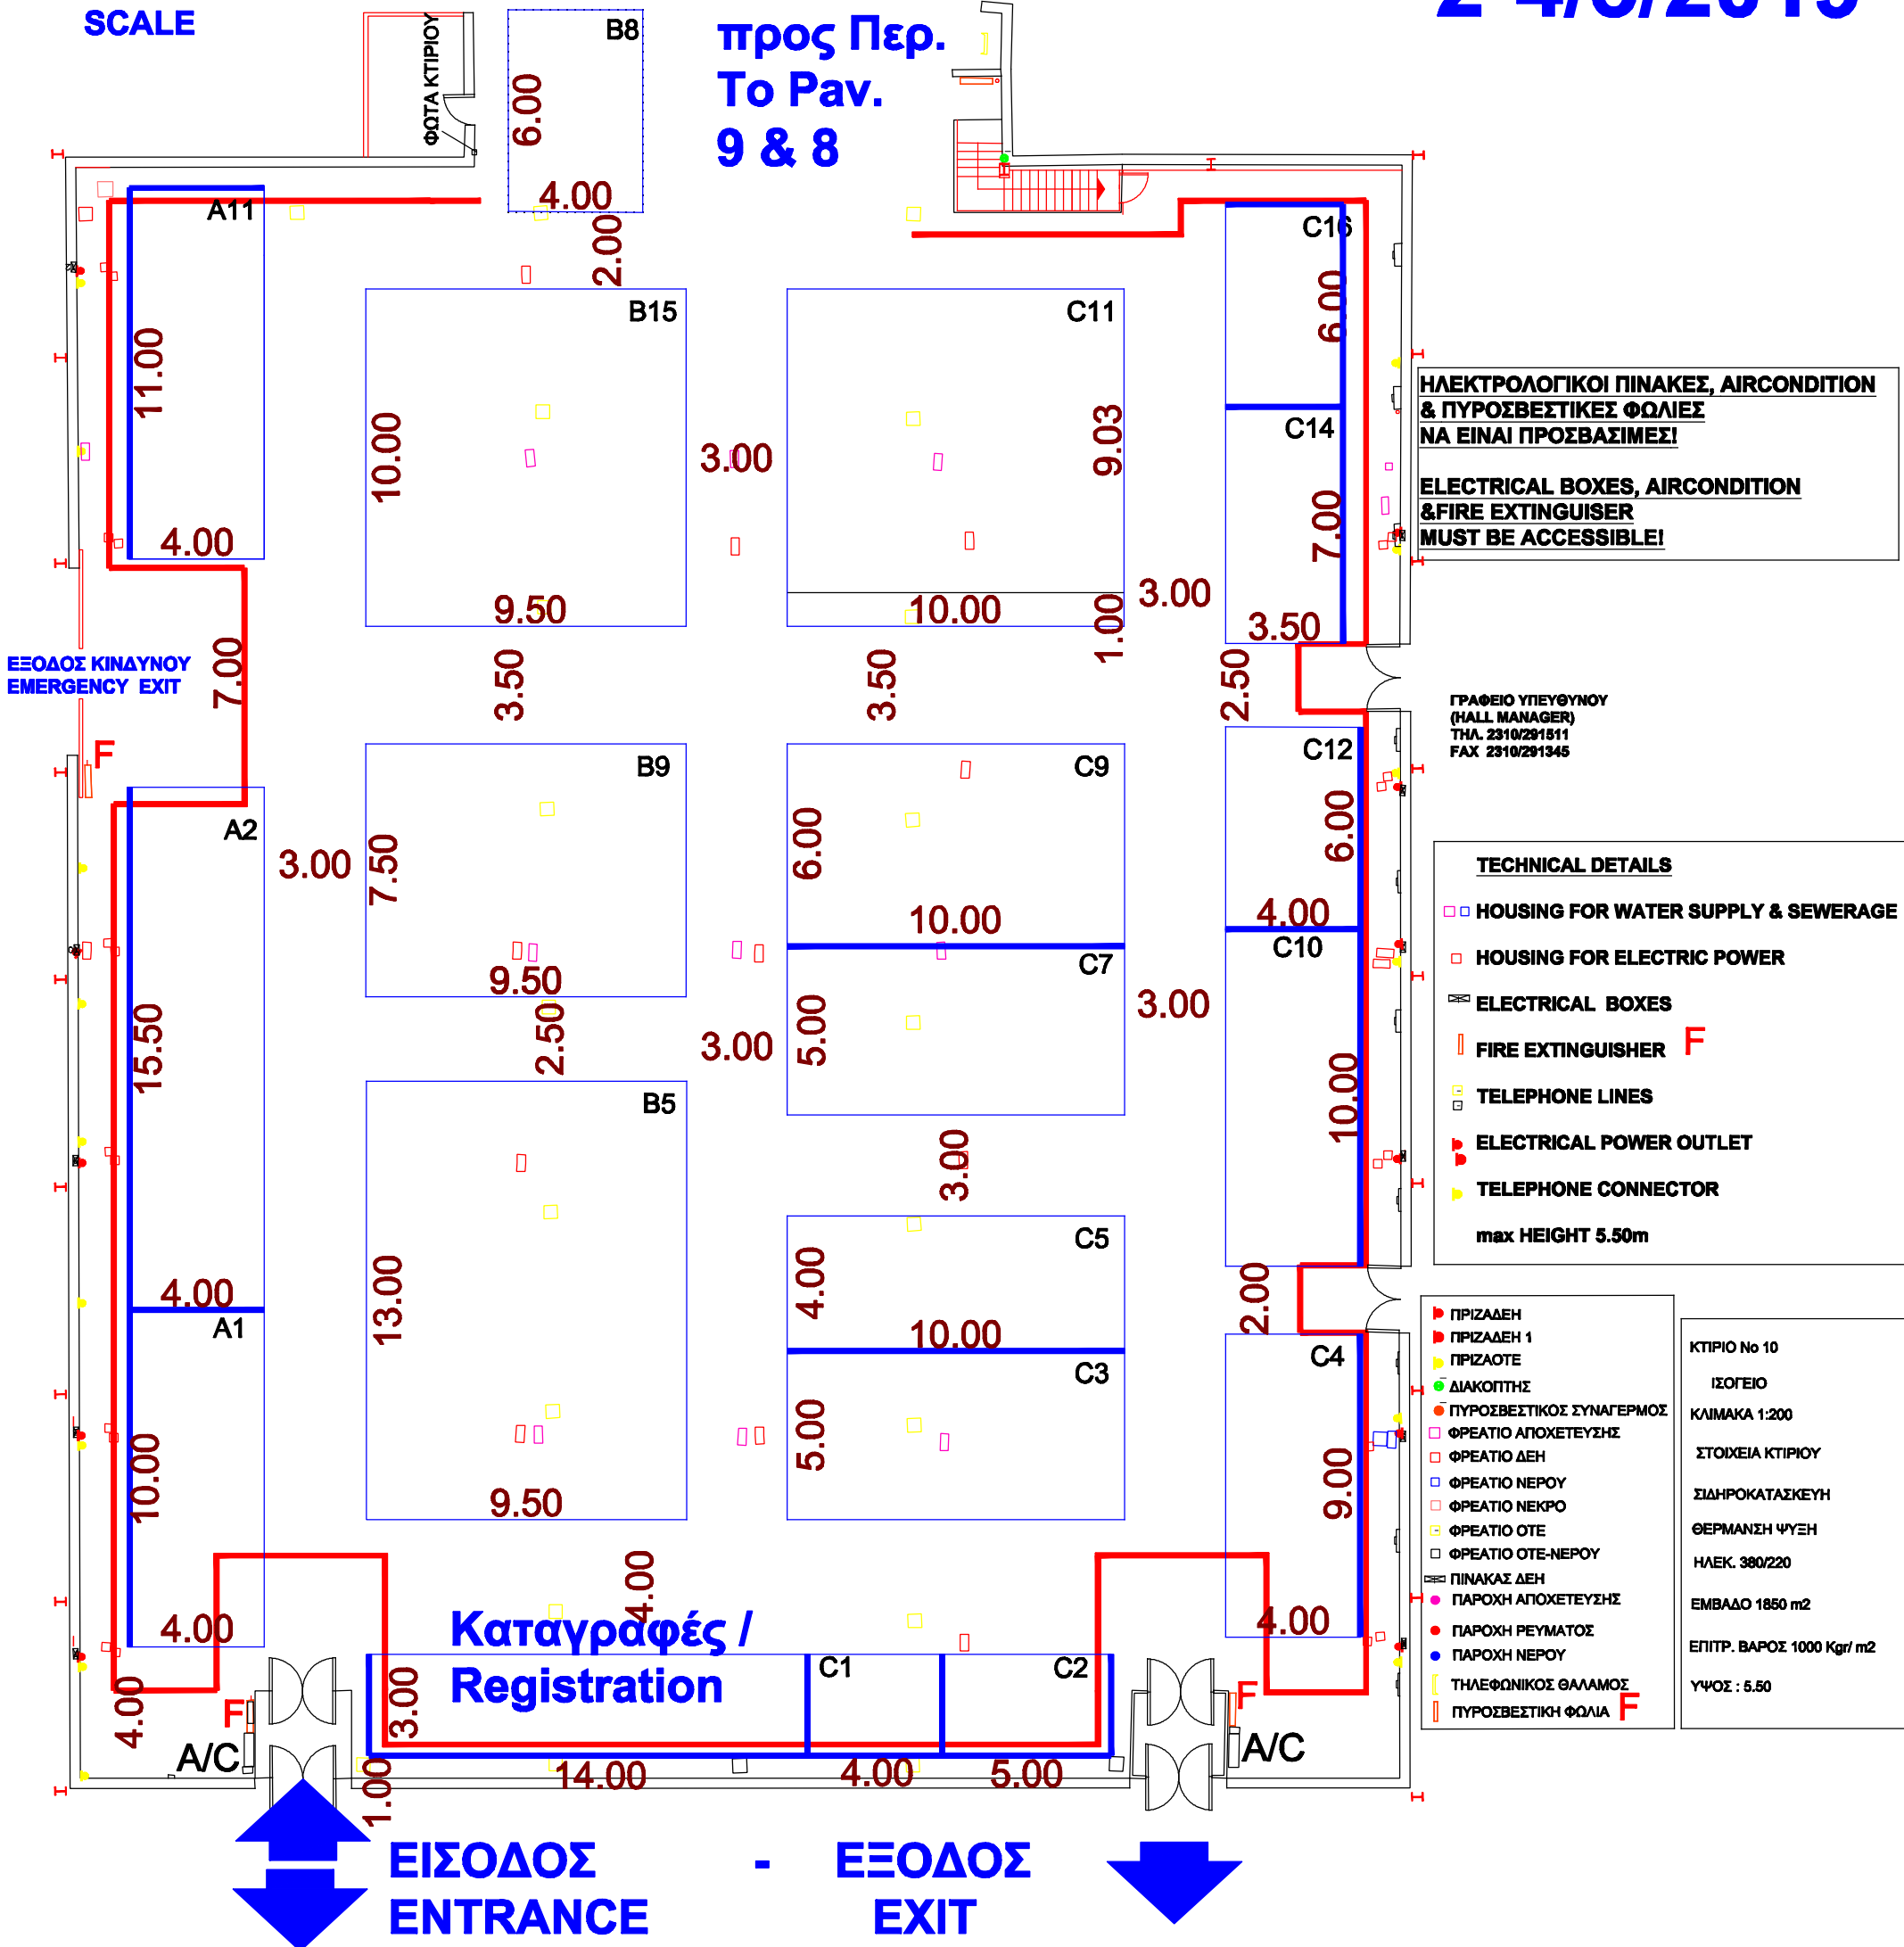 SCALE
ΦΩΤΑ ΚΤΙΡΙΟΥ
B8
6.00
4.00
2.00
προς Περ.
To Pav.
9 & 8
A11
11.00
4.00
B15
10.00
9.50
3.00
C11
9.03
10.00
1.00
3.00
C16
6.00
C14
7.00
3.50
ΗΛΕΚΤΡΟΛΟΓΙΚΟΙ ΠΙΝΑΚΕΣ, AIRCONDITION
& ΠΥΡΟΣΒΕΣΤΙΚΕΣ ΦΩΛΙΕΣ
ΝΑ ΕΙΝΑΙ ΠΡΟΣΒΑΣΙΜΕΣ!
ELECTRICAL BOXES, AIRCONDITION
&FIRE EXTINGUISER
MUST BE ACCESSIBLE!
ΕΞΟΔΟΣ ΚΙΝΔΥΝΟΥ
EMERGENCY EXIT
7.00
3.50
3.50
2.50
ΓΡΑΦΕΙΟ ΥΠΕΥΘΥΝΟΥ
(HALL MANAGER)
ΤΗΛ. 2310/291511
FAX 2310/291345
F
A2
15.50
4.00
3.00
B9
7.50
9.50
2.50
C9
6.00
10.00
C7
5.00
3.00
3.00
C12
6.00
4.00
C10
10.00
TECHNICAL DETAILS
HOUSING FOR WATER SUPPLY & SEWERAGE
HOUSING FOR ELECTRIC POWER
ELECTRICAL BOXES
FIRE EXTINGUISHER F
TELEPHONE LINES
ELECTRICAL POWER OUTLET
TELEPHONE CONNECTOR
max HEIGHT 5.50m
B5
13.00
9.50
3.00
C5
4.00
10.00
C3
5.00
2.00
C4
9.00
4.00
A1
10.00
4.00
4.00
ΠΡΙΖΑΔΕΗ
ΠΡΙΖΑΔΕΗ 1
ΠΡΙΖΑΟΤΕ
ΔΙΑΚΟΠΤΗΣ
ΠΥΡΟΣΒΕΣΤΙΚΟΣ ΣΥΝΑΓΕΡΜΟΣ
ΦΡΕΑΤΙΟ ΑΠΟΧΕΤΕΥΣΗΣ
ΦΡΕΑΤΙΟ ΔΕΗ
ΦΡΕΑΤΙΟ ΝΕΡΟΥ
ΦΡΕΑΤΙΟ ΝΕΚΡΟ
ΦΡΕΑΤΙΟ ΟΤΕ
ΦΡΕΑΤΙΟ ΟΤΕ-ΝΕΡΟΥ
ΠΙΝΑΚΑΣ ΔΕΗ
ΠΑΡΟΧΗ ΑΠΟΧΕΤΕΥΣΗΣ
ΠΑΡΟΧΗ ΡΕΥΜΑΤΟΣ
ΠΑΡΟΧΗ ΝΕΡΟΥ
ΤΗΛΕΦΩΝΙΚΟΣ ΘΑΛΑΜΟΣ
ΠΥΡΟΣΒΕΣΤΙΚΗ ΦΩΛΙΑ F
ΚΤΙΡΙΟ Νο 10
ΙΣΟΓΕΙΟ
ΚΛΙΜΑΚΑ 1:200
ΣΤΟΙΧΕΙΑ ΚΤΙΡΙΟΥ
ΣΙΔΗΡΟΚΑΤΑΣΚΕΥΗ
ΘΕΡΜΑΝΣΗ ΨΥΞΗ
ΗΛΕΚ. 380/220
ΕΜΒΑΔΟ 1850 m2
ΕΠΙΤΡ. ΒΑΡΟΣ 1000 Kgr/ m2
ΥΨΟΣ : 5.50
4.00
Καταγραφές /
Registration
3.00
C1
C2
F
A/C
F
A/C
1.00
14.00
4.00
5.00
ΕΙΣΟΔΟΣ - ΕΞΟΔΟΣ
ENTRANCE EXIT